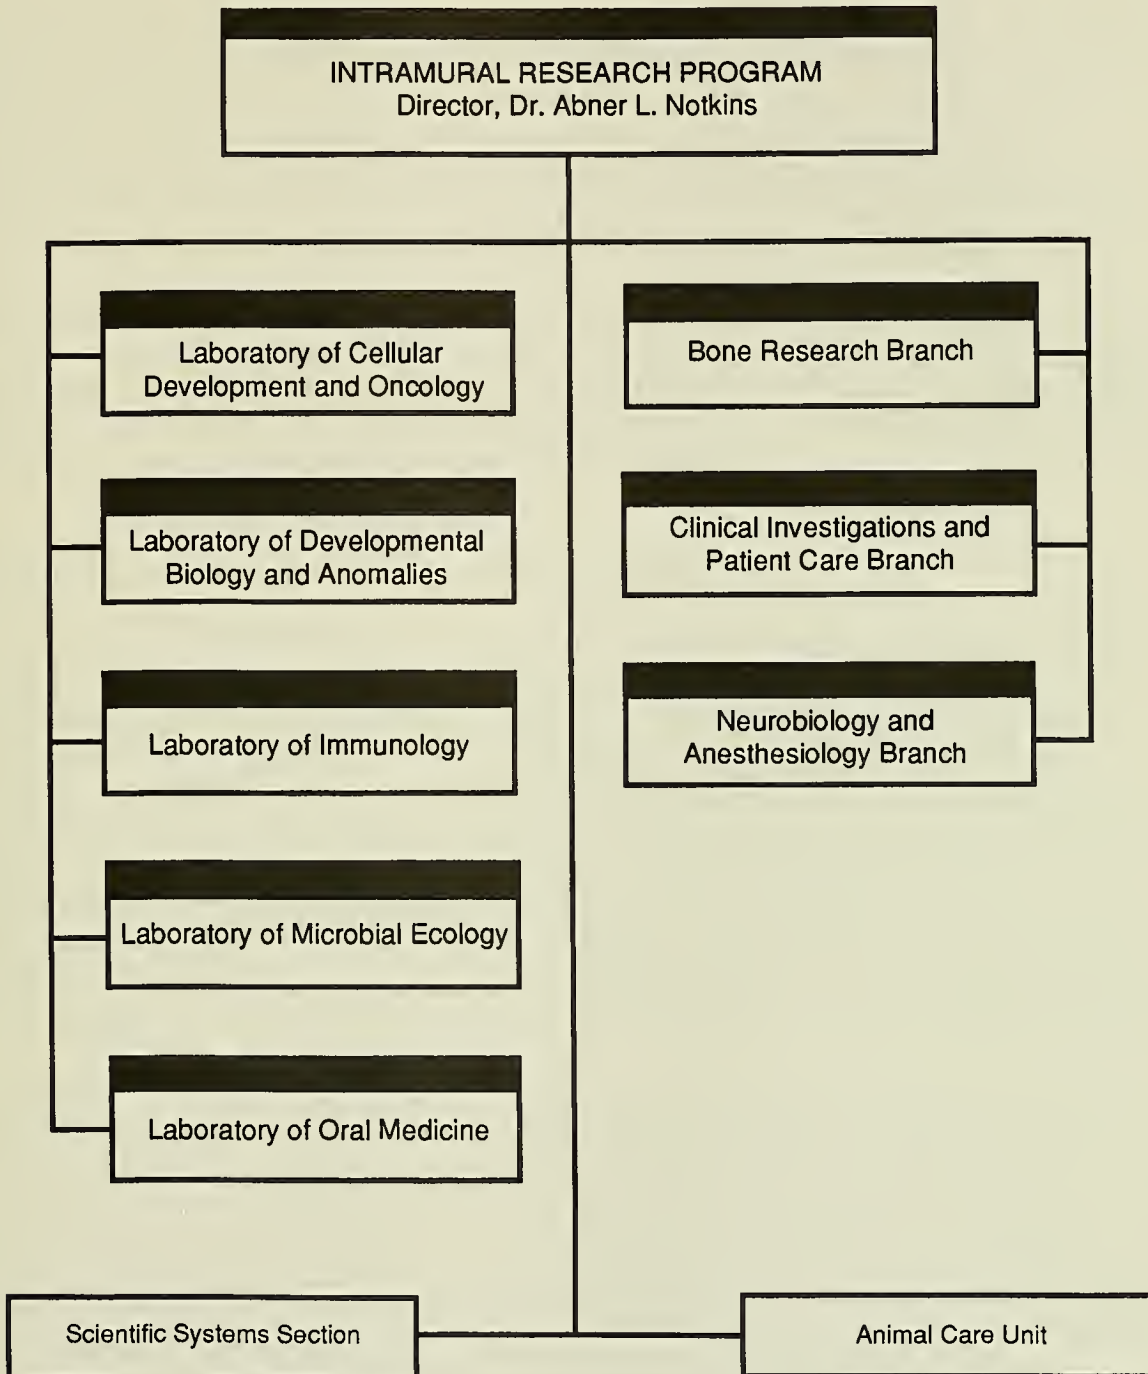 INTRAMURAL RESEARCH PROGRAM
Director, Dr. Abner L. Notkins
Laboratory of Cellular
Development and Oncology
Laboratory of Developmental
Biology and Anomalies
Laboratory of Immunology
Laboratory of Microbial Ecology
Laboratory of Oral Medicine
Bone Research Branch
Clinical Investigations and
Patient Care Branch
Neurobiology and
Anesthesiology Branch
Scientific Systems Section
Animal Care Unit